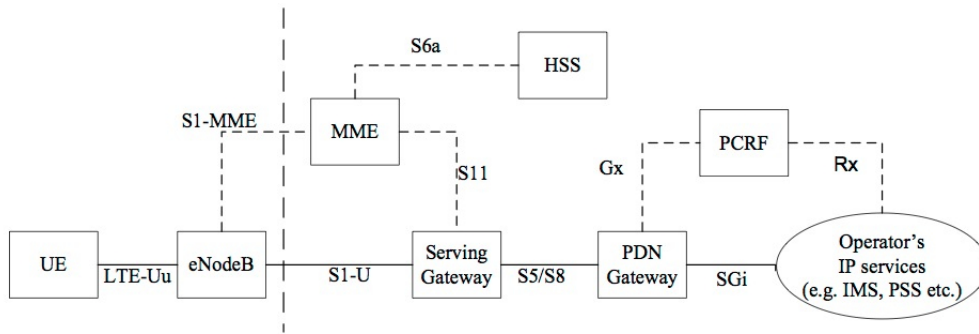 S6a
HSS
S1-MME
MME
PCRF
S11
Gx
Rx
UE
LTE-Uu
eNodeB
S1-U
Serving
Gateway
S5/S8
PDN
Gateway
SGi
Operator's
IP services
(e.g. IMS, PSS etc.)